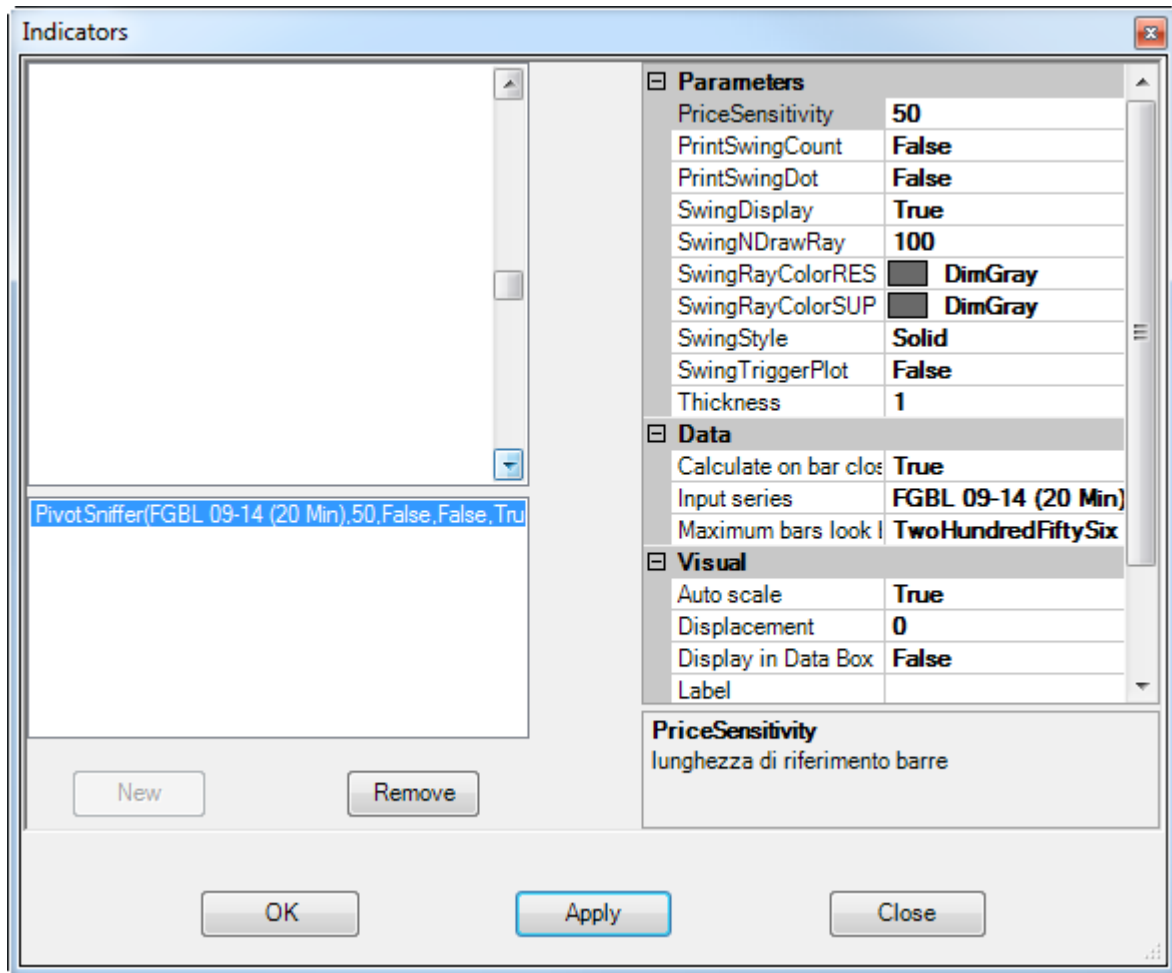 Indicators
PivotSniffer(FGBL 09-14 (20 Min),50,False,False,Tru
New
Remove
Parameters
PriceSensitivity 50
PrintSwingCount False
PrintSwingDot False
SwingDisplay True
SwingNDrawRay 100
SwingRayColorRES DimGray
SwingRayColorSUP DimGray
SwingStyle Solid
SwingTriggerPlot False
Thickness 1
Data
Calculate on bar clos True
Input series FGBL 09-14 (20 Min)
Maximum bars look l TwoHundredFiftySix
Visual
Auto scale True
Displacement 0
Display in Data Box False
Label
PriceSensitivity
lunghezza di riferimento barre
OK
Apply
Close